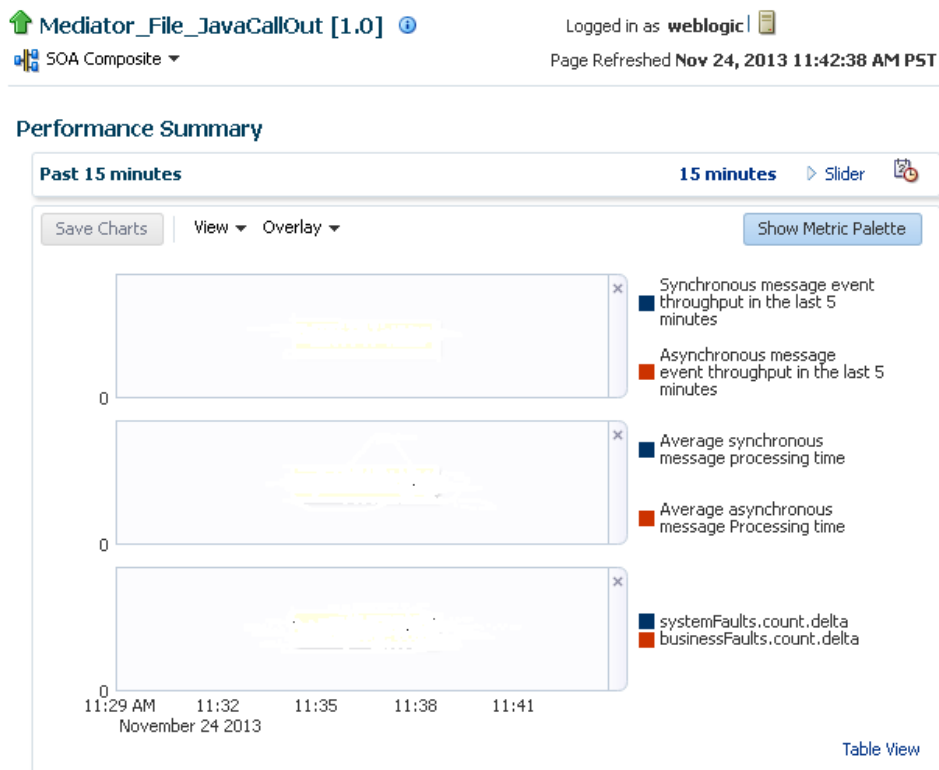 Mediator_File_JavaCallOut [1.0]
Logged in as weblogic
SOA Composite
Page Refreshed Nov 24, 2013 11:42:38 AM PST
Performance Summary
Past 15 minutes
15 minutes
Slider
Save Charts
View
Overlay
Show Metric Palette
Synchronous message event
throughput in the last 5
minutes
Asynchronous message
event throughput in the last 5
minutes
0
Average synchronous
message processing time
Average asynchronous
message Processing time
0
systemFaults.count.delta
businessFaults.count.delta
0
11:29 AM 11:32 11:35 11:38 11:41
November 24 2013
Table View